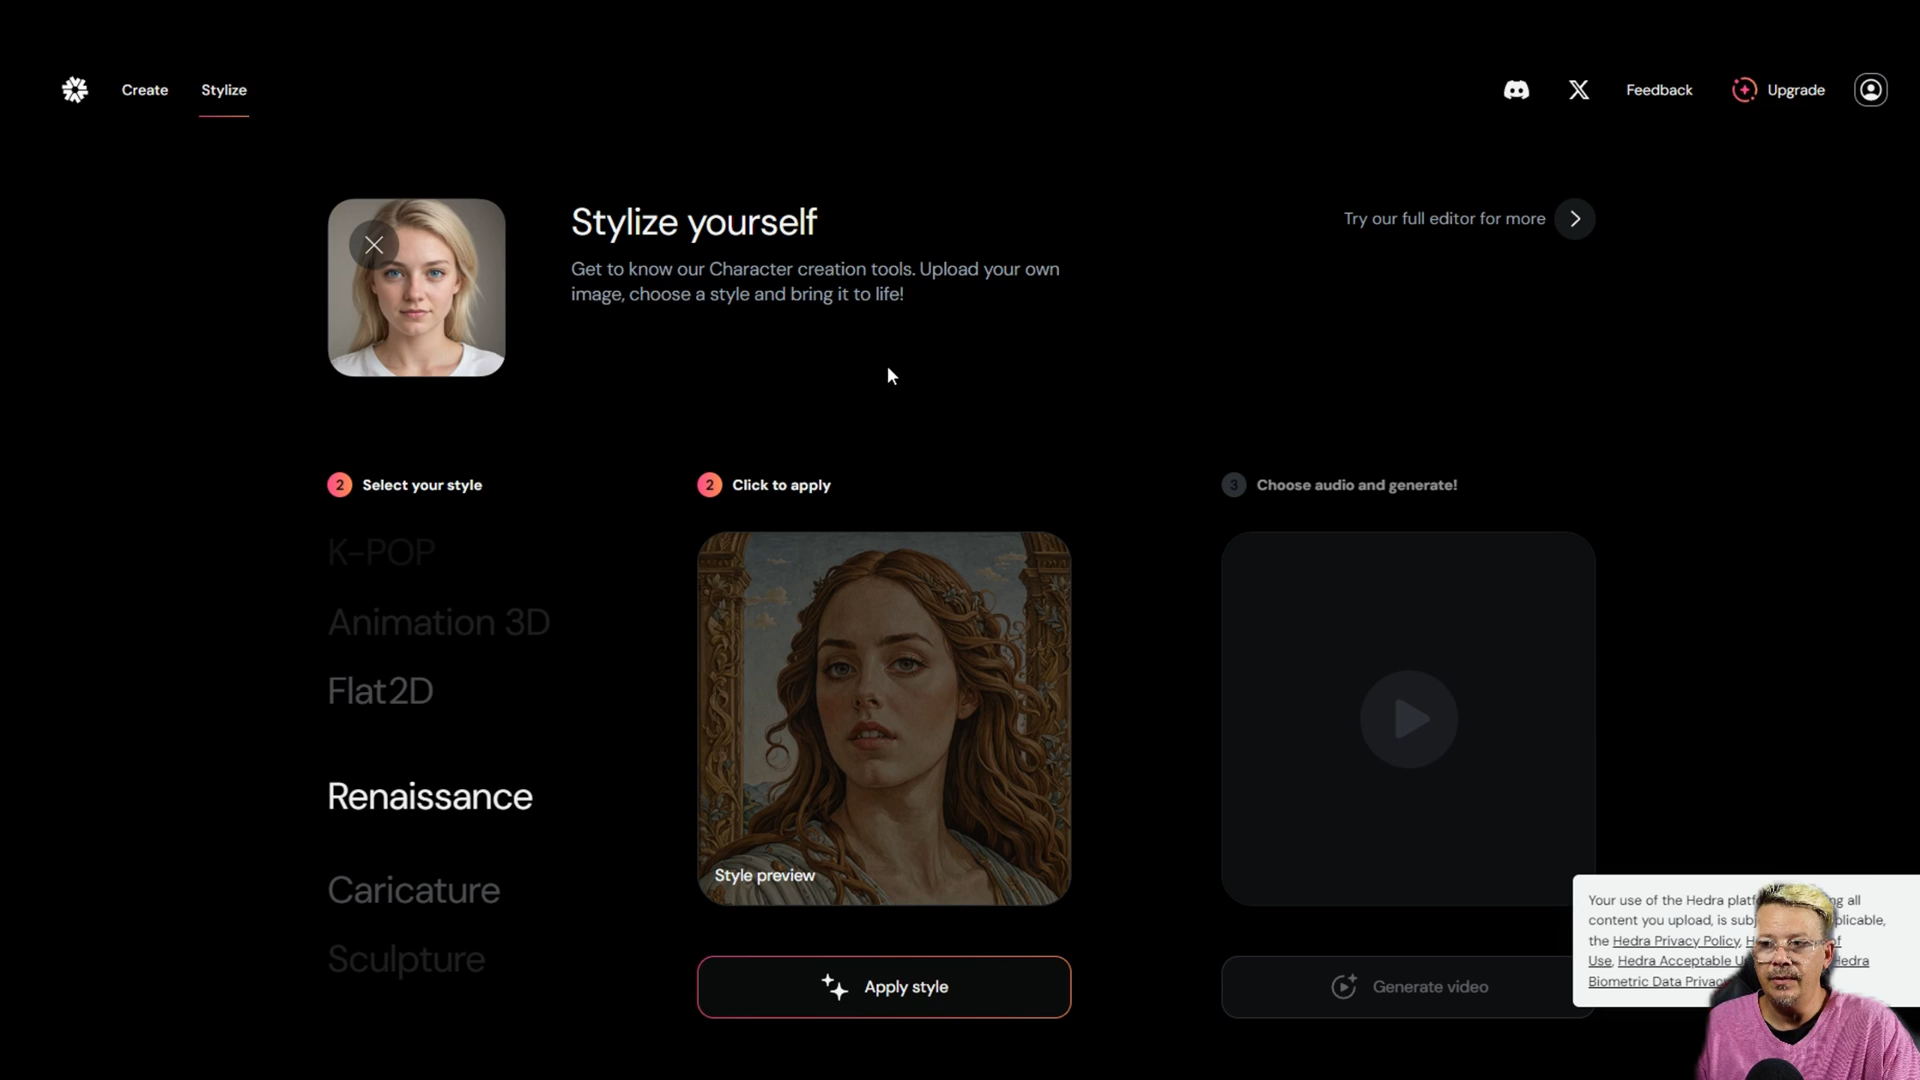 Create
Stylize
Feedback
Upgrade
Stylize yourself
Get to know our Character creation tools. Upload your own
image, choose a style and bring it to life!
Try our full editor for more
2 Select your style
K-POP
Animation 3D
Flat2D
Renaissance
Caricature
Sculpture
2 Click to apply
Style preview
Apply style
3 Choose audio and generate!
Generate video
Your use of the Hedra all
content you upload, is
the Hedra Privacy Policy,
Use, Hedra Acceptable Hedra
Biometric Data